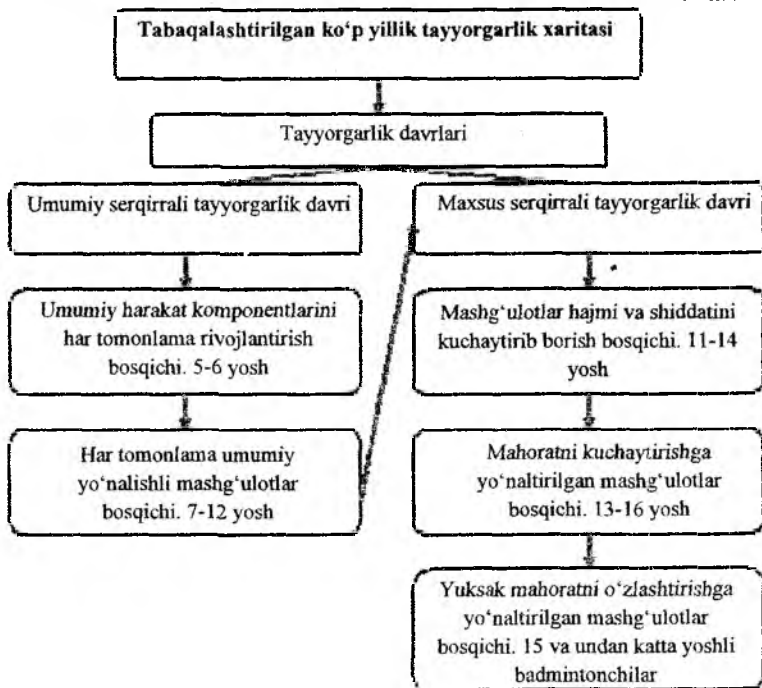 Tabaqalashtirilgan ko‘p yillik tayyorgarlik xaritasi
Tayyorgarlik davrlari
Umumiy serqirrali tayyorgarlik davri
Umumiy harakat komponentlarini
har tomonlama rivojlantirish
bosqichi. 5-6 yosh
Har tomonlama umumiy
yo‘nalishli mashg‘ulotlar
bosqichi. 7-12 yosh
Maxsus serqirrali tayyorgarlik davri
Mashg‘ulotlar hajmi va shiddatini
kuchaytirib borish bosqichi. 11-14
yosh
Mahoratni kuchaytirishga
yo‘naltirilgan mashg‘ulotlar
bosqichi. 13-16 yosh
Yuksak mahoratni o‘zlashtirishga
yo‘naltirilgan mashg‘ulotlar
bosqichi. 15 va undan katta yoshli
badmintonchilar